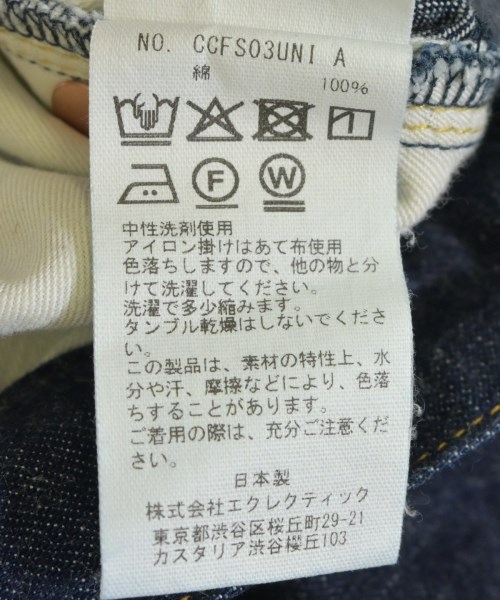 NO. CCFS03UNI A
綿
100%
F
W
中性洗剤使用
アイロン掛けはあて布使用
色落ちしますので、他の物と分
けて洗濯してください。
洗濯で多少縮みます。
タンブル乾燥はしないでくださ
い。
この製品は、素材の特性上、水
分や汗、摩擦などにより、色落
ちすることがあります。
ご着用の際は、充分ご注意くだ
さい。
日本製
株式会社エクレクティック
東京都渋谷区桜丘町29-21
カスタリア渋谷櫻丘103